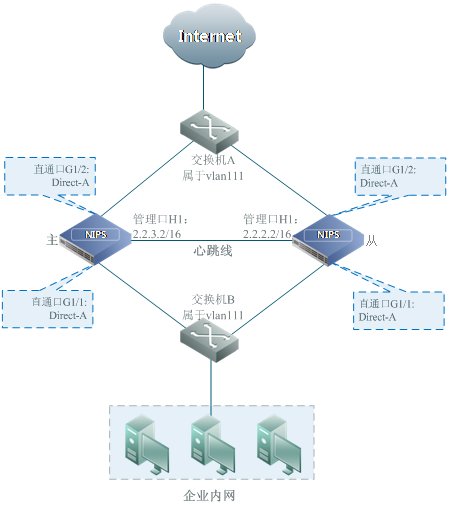 Internet
交换机A
属于vlan111
直通口G1/2:
Direct-A
直通口G1/2:
Direct-A
管理口H1：
2.2.3.2/16
管理口H1：
2.2.2.2/16
主
NIPS
NIPS
从
心跳线
直通口G1/1:
Direct-A
直通口G1/1:
Direct-A
交换机B
属于vlan111
企业内网